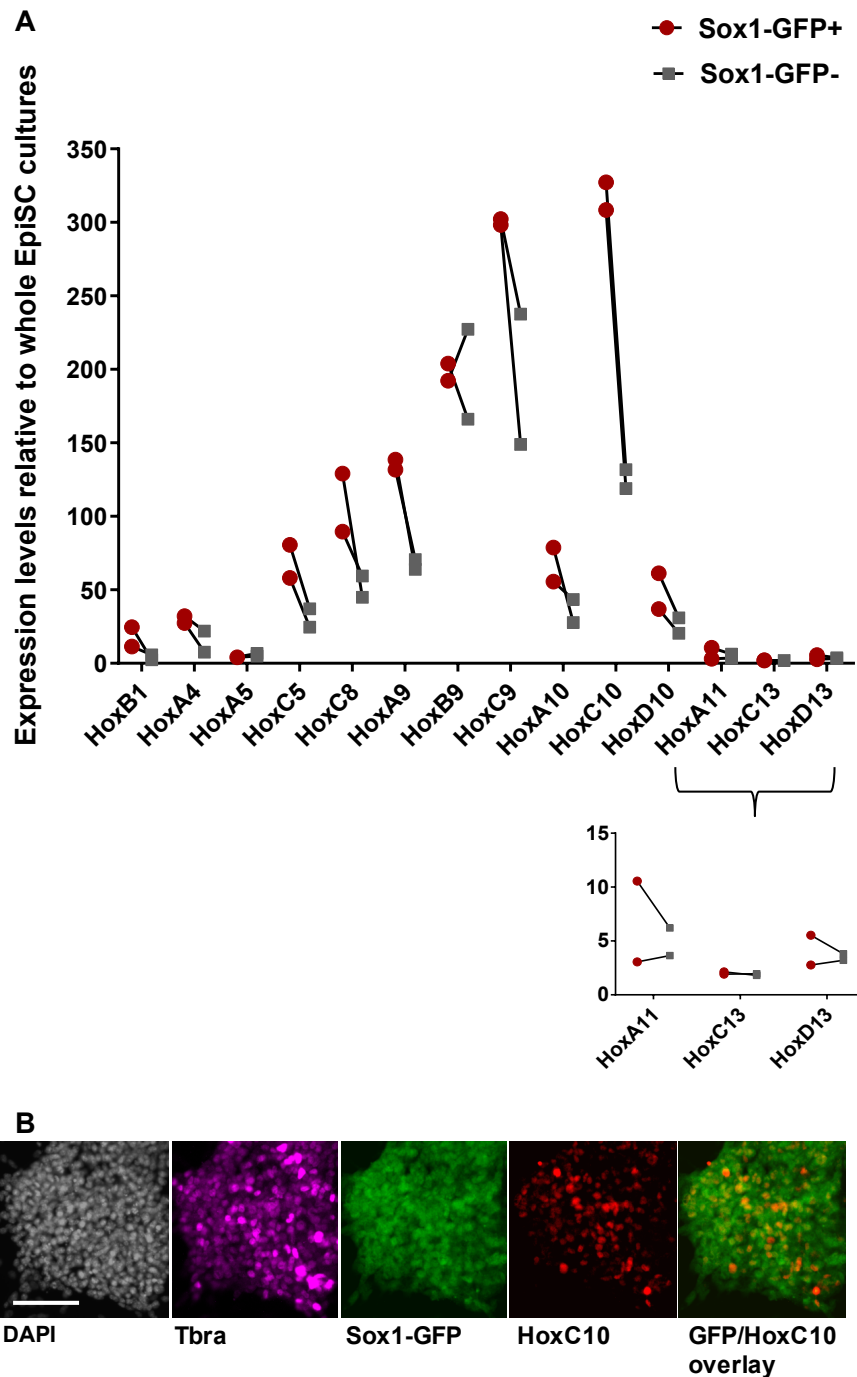 A
Sox1-GFP+
Sox1-GFP-
Expression levels relative to whole EpiSC cultures
350
300
250
200
150
100
50
0
HoxB1
HoxA4
HoxA5
HoxC5
HoxC8
HoxA9
HoxB9
HoxC9
HoxA10
HoxC10
HoxD10
HoxA11
HoxC13
HoxD13
15
10
5
0
HoxA11
HoxC13
HoxD13
B
DAPI
Tbra
Sox1-GFP
HoxC10
GFP/HoxC10
overlay